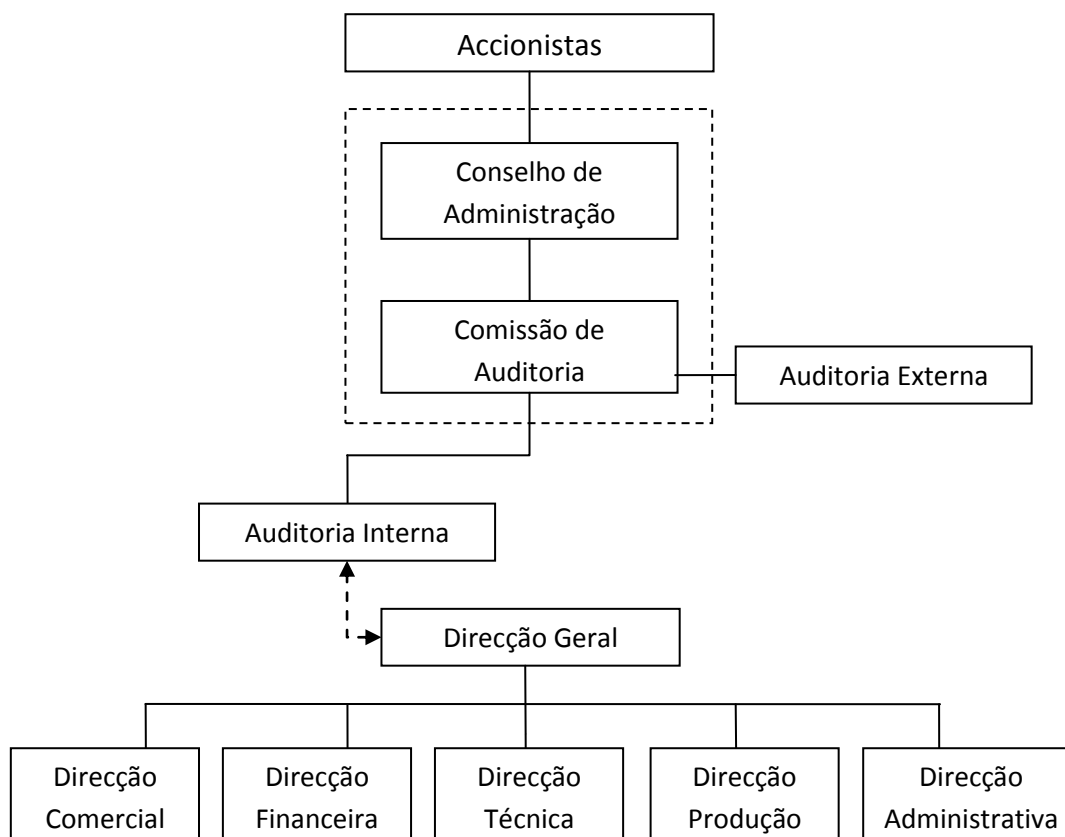 Accionistas
Conselho de
Administração
Comissão de
Auditoria
Auditoria Externa
Auditoria Interna
Direcção Geral
Direcção
Comercial
Direcção
Financeira
Direcção
Técnica
Direcção
Produção
Direcção
Administrativa